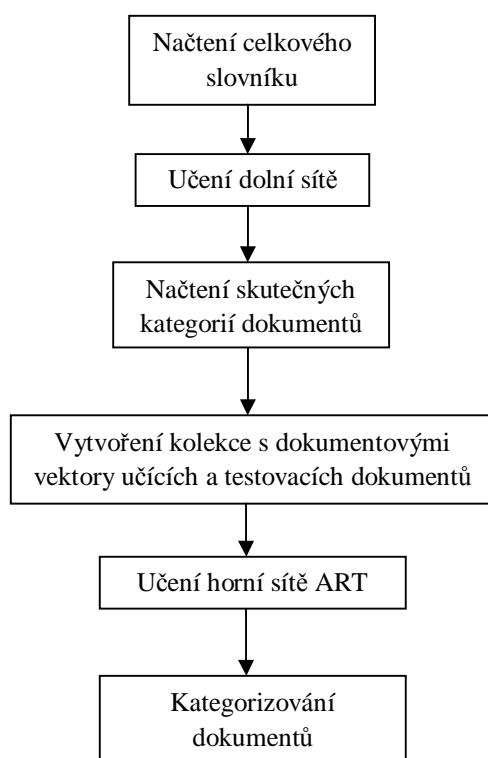 Načtení celkového
slovníku
Učení dolní sítě
Načtení skutečných
kategorií dokumentů
Vytvoření kolekce s dokumentovými
vektory učících a testovacích dokumentů
Učení horní sítě ART
Kategorizování
dokumentů